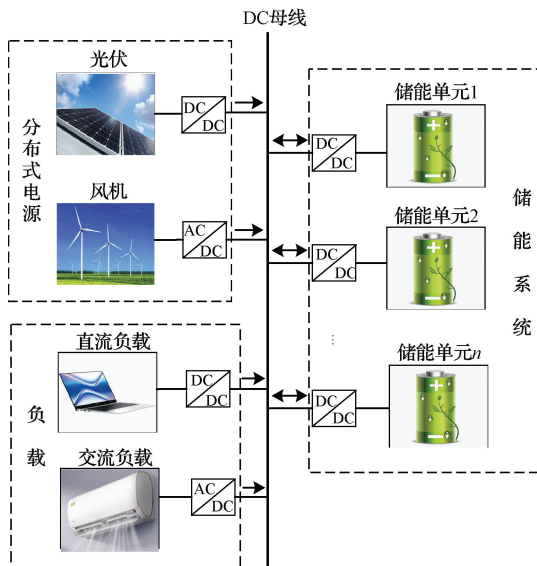 DC母线
光伏
DC
DC
分布式电源
风机
AC
DC
直流负载
DC
DC
负载
交流负载
AC
DC
储能单元1
DC
DC
储能单元2
DC
DC
⋮
储能单元n
DC
DC
储能系统